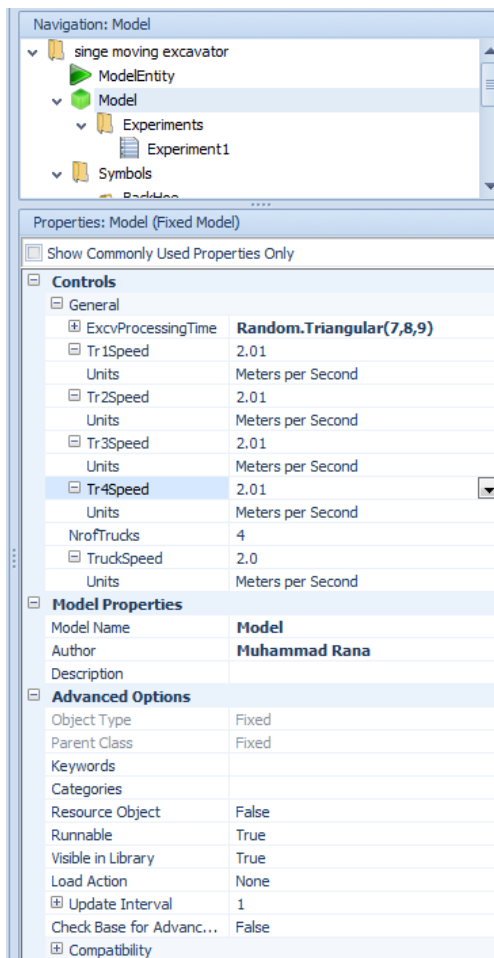 Navigation: Model
singe moving excavator
ModelEntity
Model
Experiments
Experiment1
Symbols
BackHoe
Properties: Model (Fixed Model)
Show Commonly Used Properties Only
Controls
General
ExcvProcessingTime Random.Triangular(7,8,9)
Tr1Speed 2.01
Units Meters per Second
Tr2Speed 2.01
Units Meters per Second
Tr3Speed 2.01
Units Meters per Second
Tr4Speed 2.01
Units Meters per Second
NrofTrucks 4
TruckSpeed 2.0
Units Meters per Second
Model Properties
Model Name Model
Author Muhammad Rana
Description
Advanced Options
Object Type Fixed
Parent Class Fixed
Keywords
Categories
Resource Object False
Runnable True
Visible in Library True
Load Action None
Update Interval 1
Check Base for Advanc... False
Compatibility